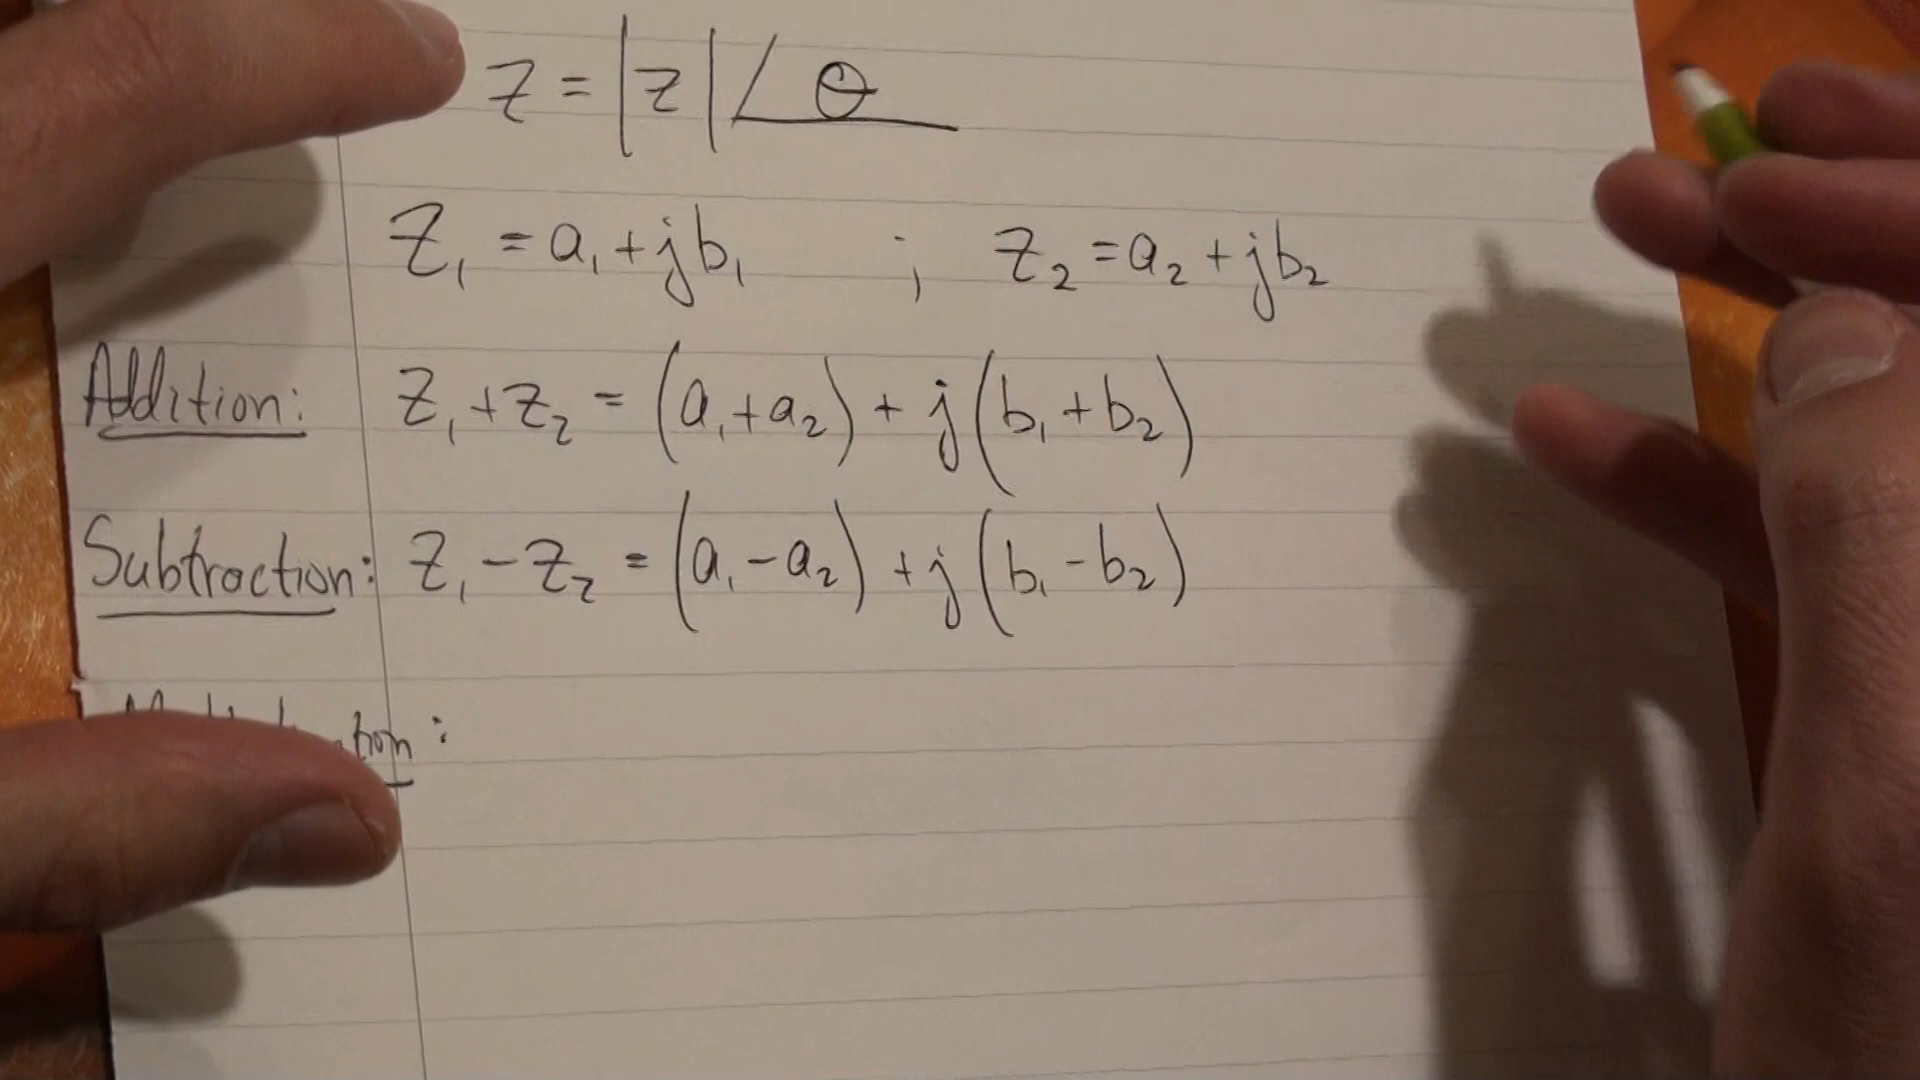 z = |z| ∠θ
z₁ = a₁ + jb₁ ; z₂ = a₂ + jb₂
Addition: z₁ + z₂ = (a₁ + a₂) + j(b₁ + b₂)
Subtraction: z₁ - z₂ = (a₁ - a₂) + j(b₁ - b₂)